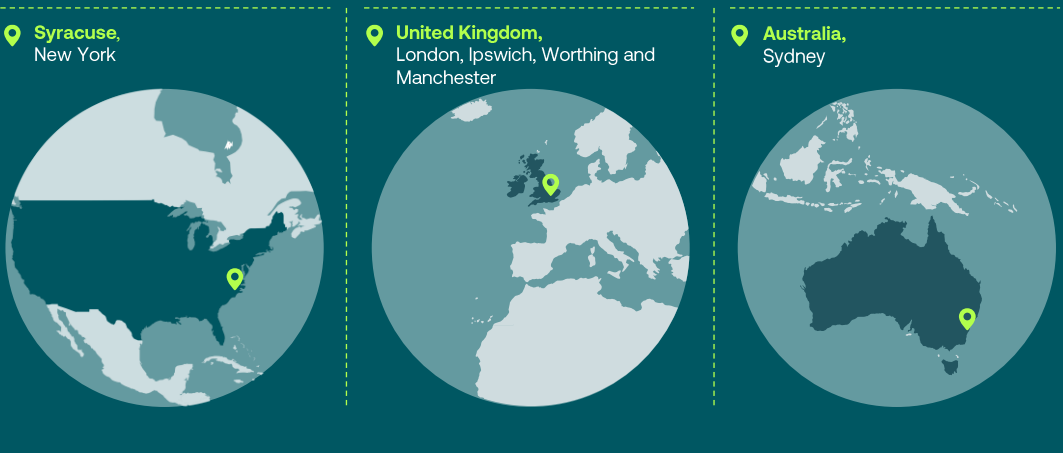 Syracuse,
New York
United Kingdom,
London, Ipswich, Worthing and
Manchester
Australia,
Sydney